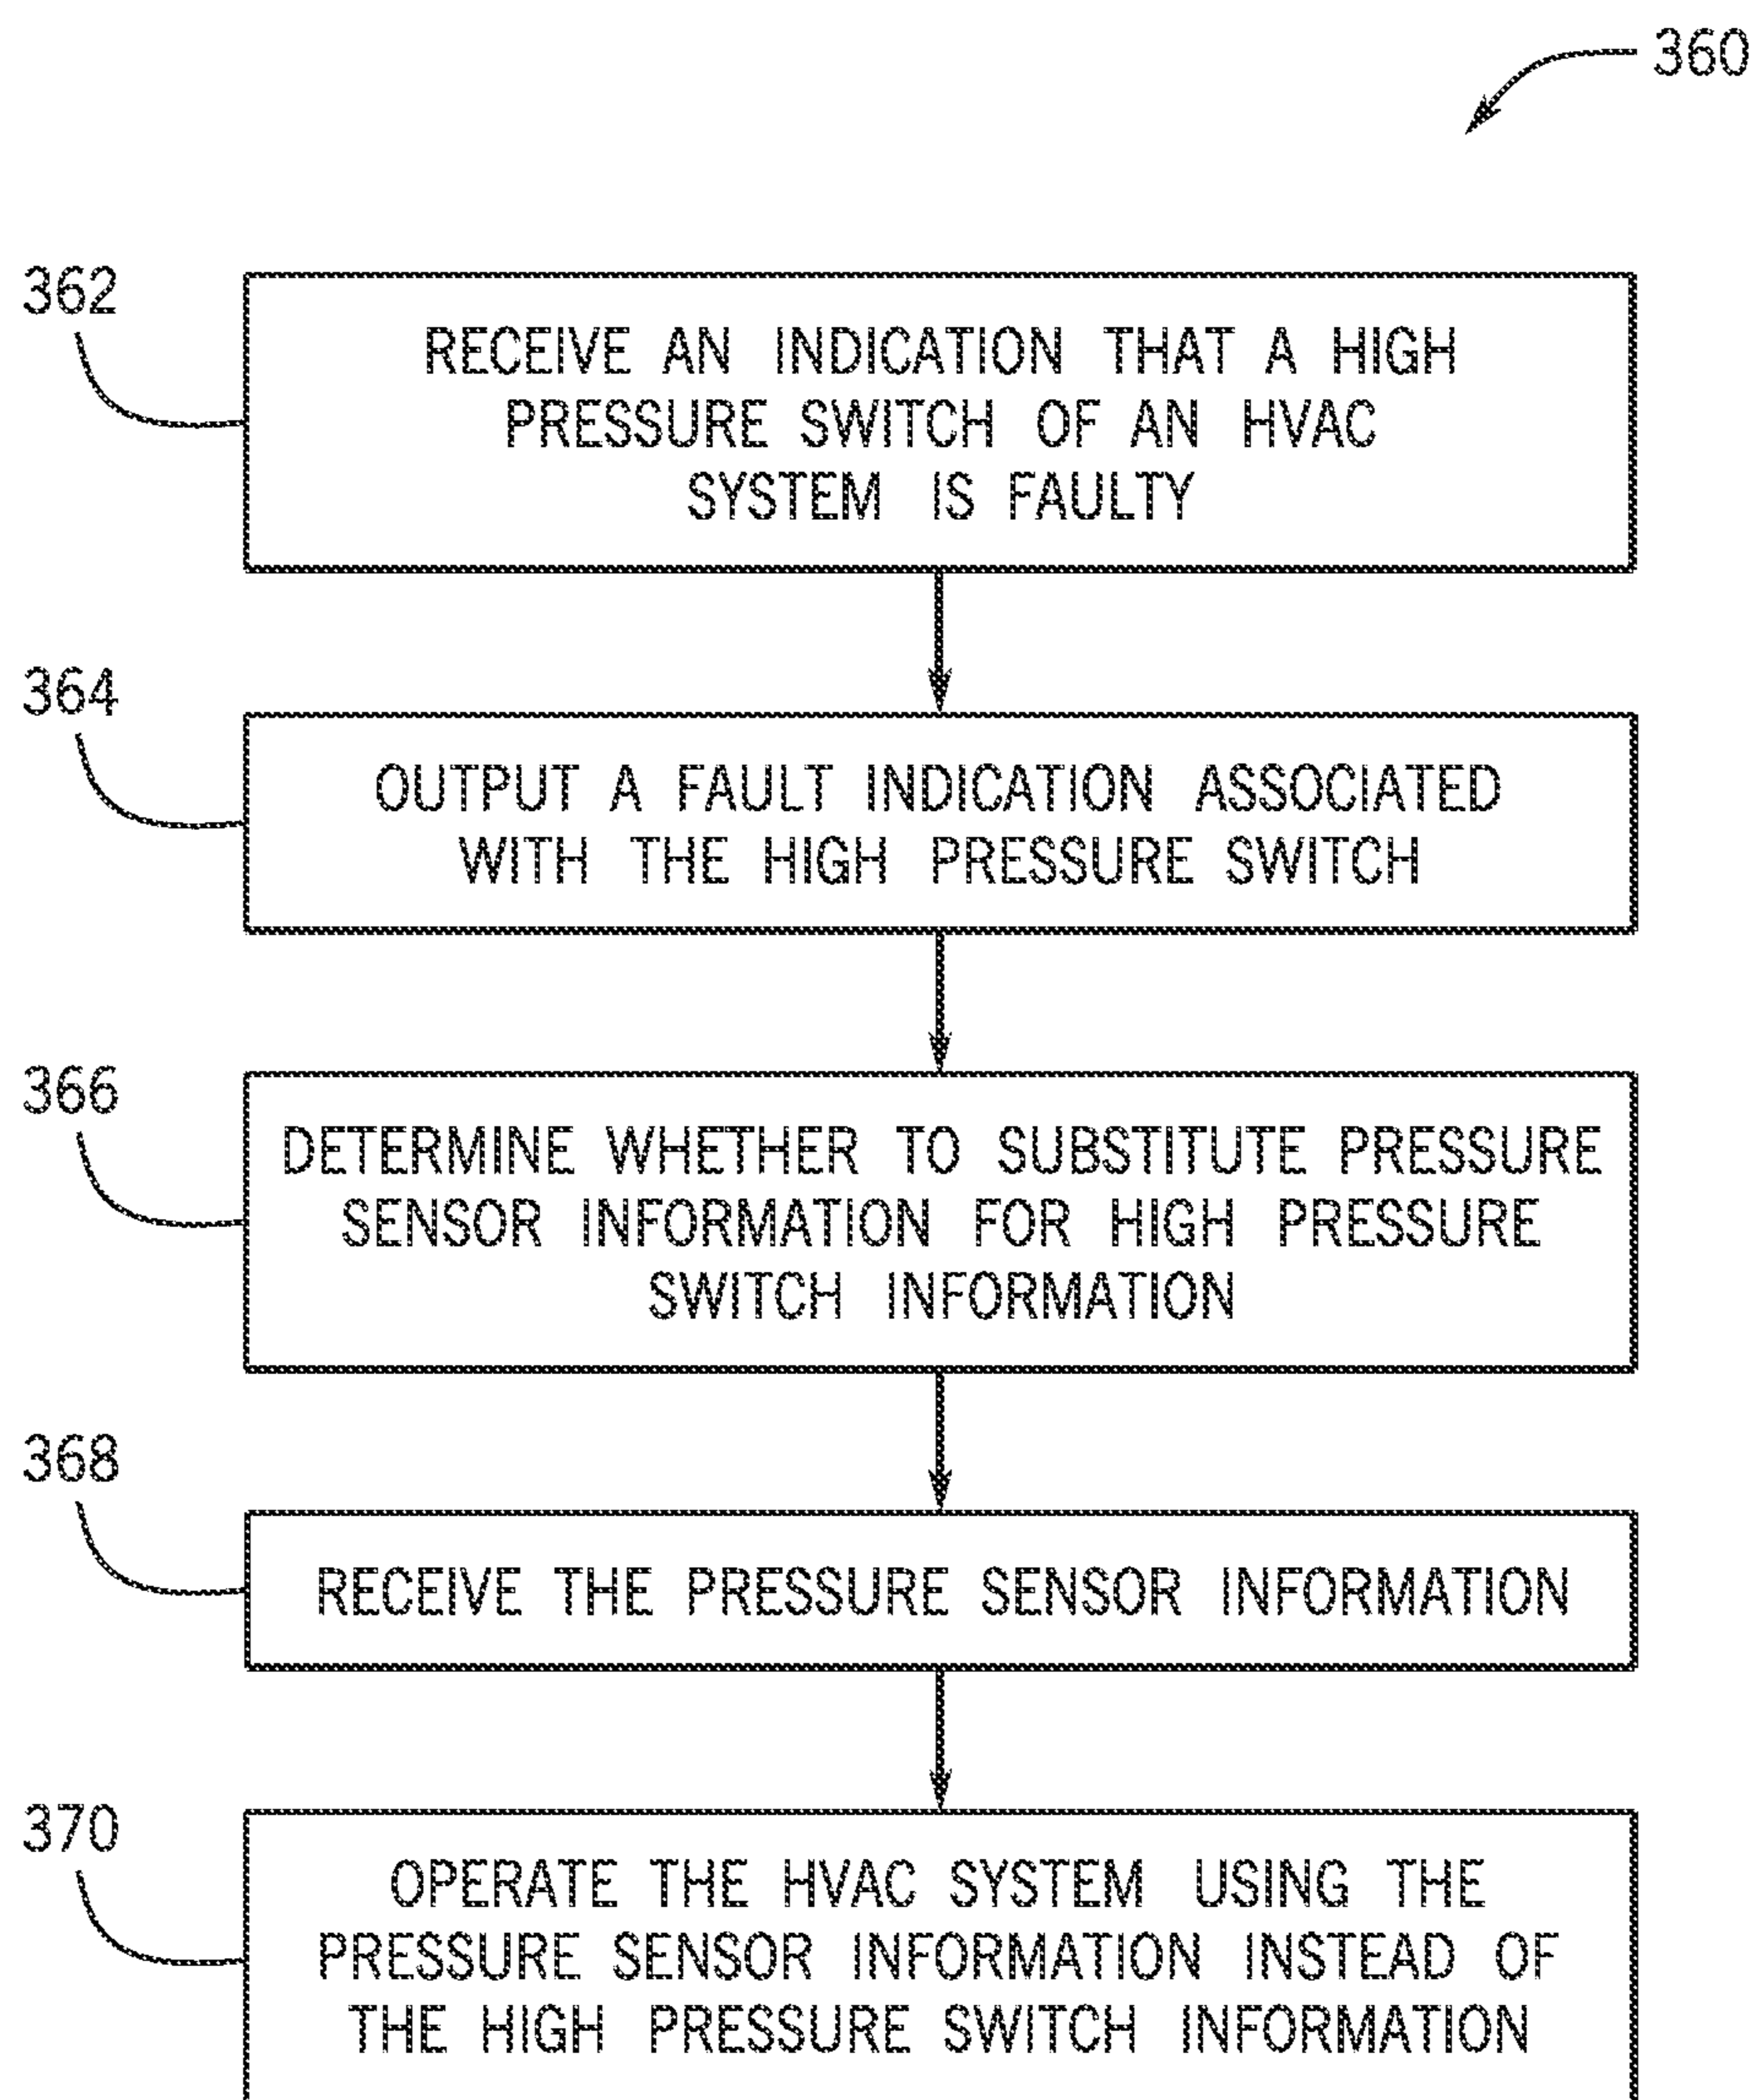 360
362
RECEIVE AN INDICATION THAT A HIGH
PRESSURE SWITCH OF AN HVAC
SYSTEM IS FAULTY
364
OUTPUT A FAULT INDICATION ASSOCIATED
WITH THE HIGH PRESSURE SWITCH
366
DETERMINE WHETHER TO SUBSTITUTE PRESSURE
SENSOR INFORMATION FOR HIGH PRESSURE
SWITCH INFORMATION
368
RECEIVE THE PRESSURE SENSOR INFORMATION
370
OPERATE THE HVAC SYSTEM USING THE
PRESSURE SENSOR INFORMATION INSTEAD OF
THE HIGH PRESSURE SWITCH INFORMATION